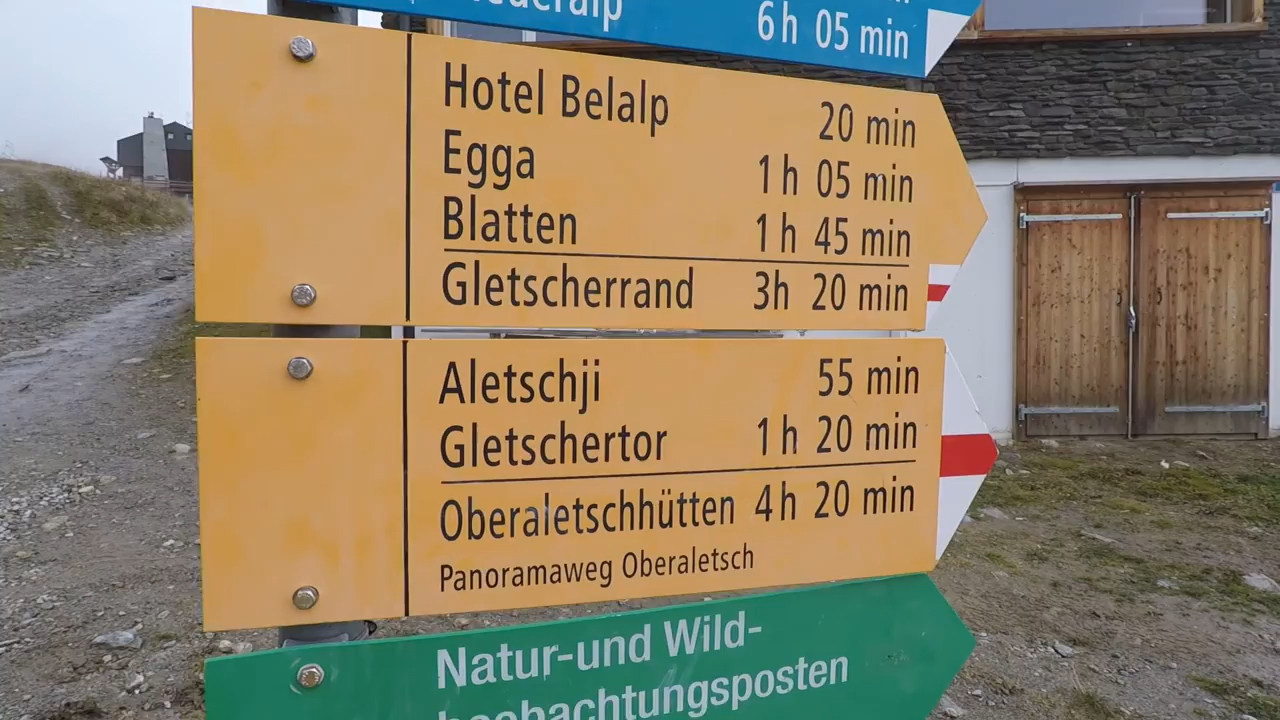 6 h 05 min
Hotel Belalp 20 min
Egga 1 h 05 min
Blatten 1 h 45 min
Gletscherrand 3h 20 min
Aletschji 55 min
Gletschertor 1 h 20 min
Oberaletschhütten 4 h 20 min
Panoramaweg Oberaletsch
Natur-und Wild-
beobachtungsposten